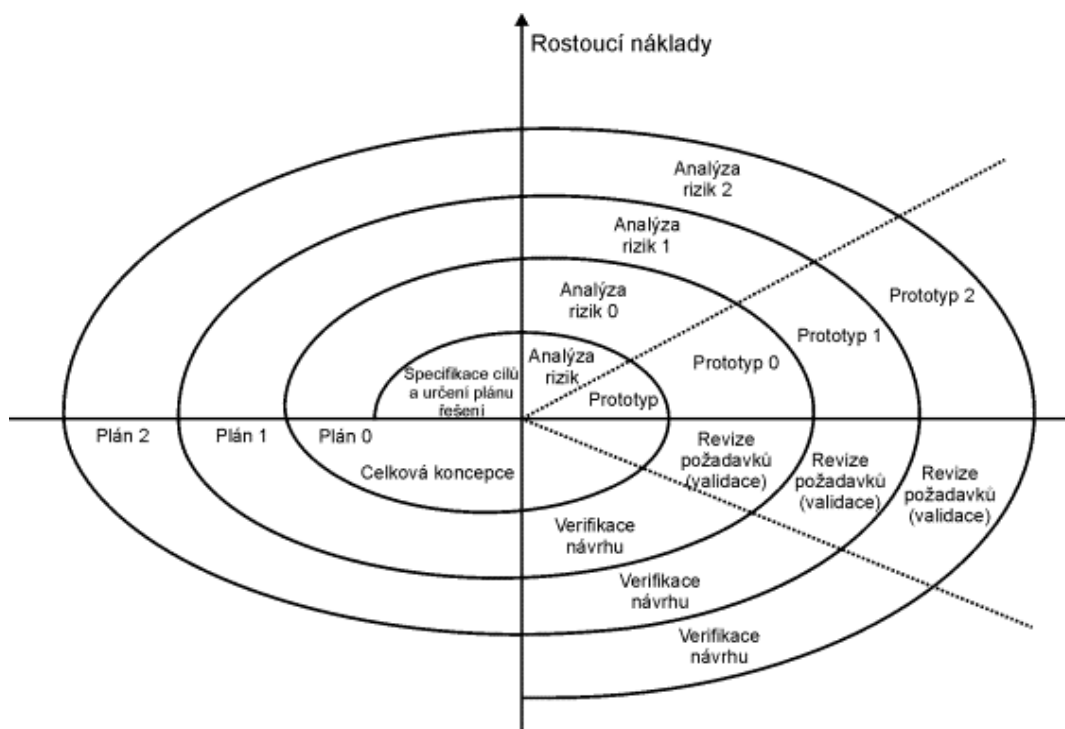 Rostoucí náklady
Analýza
rizik 2
Analýza
rizik 1
Analýza
rizik 0
Analýza
rizik
Specifikace cílů
a určení plánu
řešení
Prototyp
Prototyp 0
Prototyp 1
Prototyp 2
Plán 2
Plán 1
Plán 0
Celková koncepce
Revize
požadavků
(validace)
Revize
požadavků
(validace)
Revize
požadavků
(validace)
Verifikace
návrhu
Verifikace
návrhu
Verifikace
návrhu